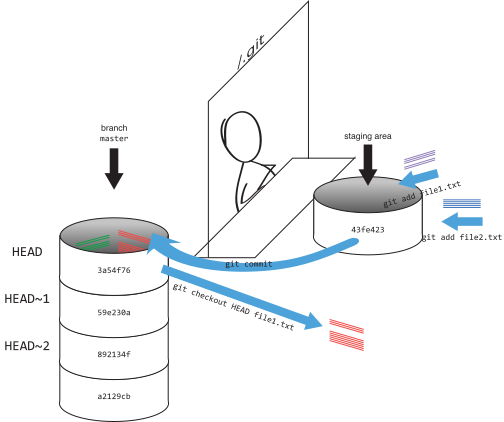 /.git
branch
master
staging area
git add file1.txt
43fe423
git add file2.txt
HEAD
git commit
3a54f76
git checkout HEAD file1.txt
HEAD~1
59e230a
HEAD~2
892134f
a2129cb